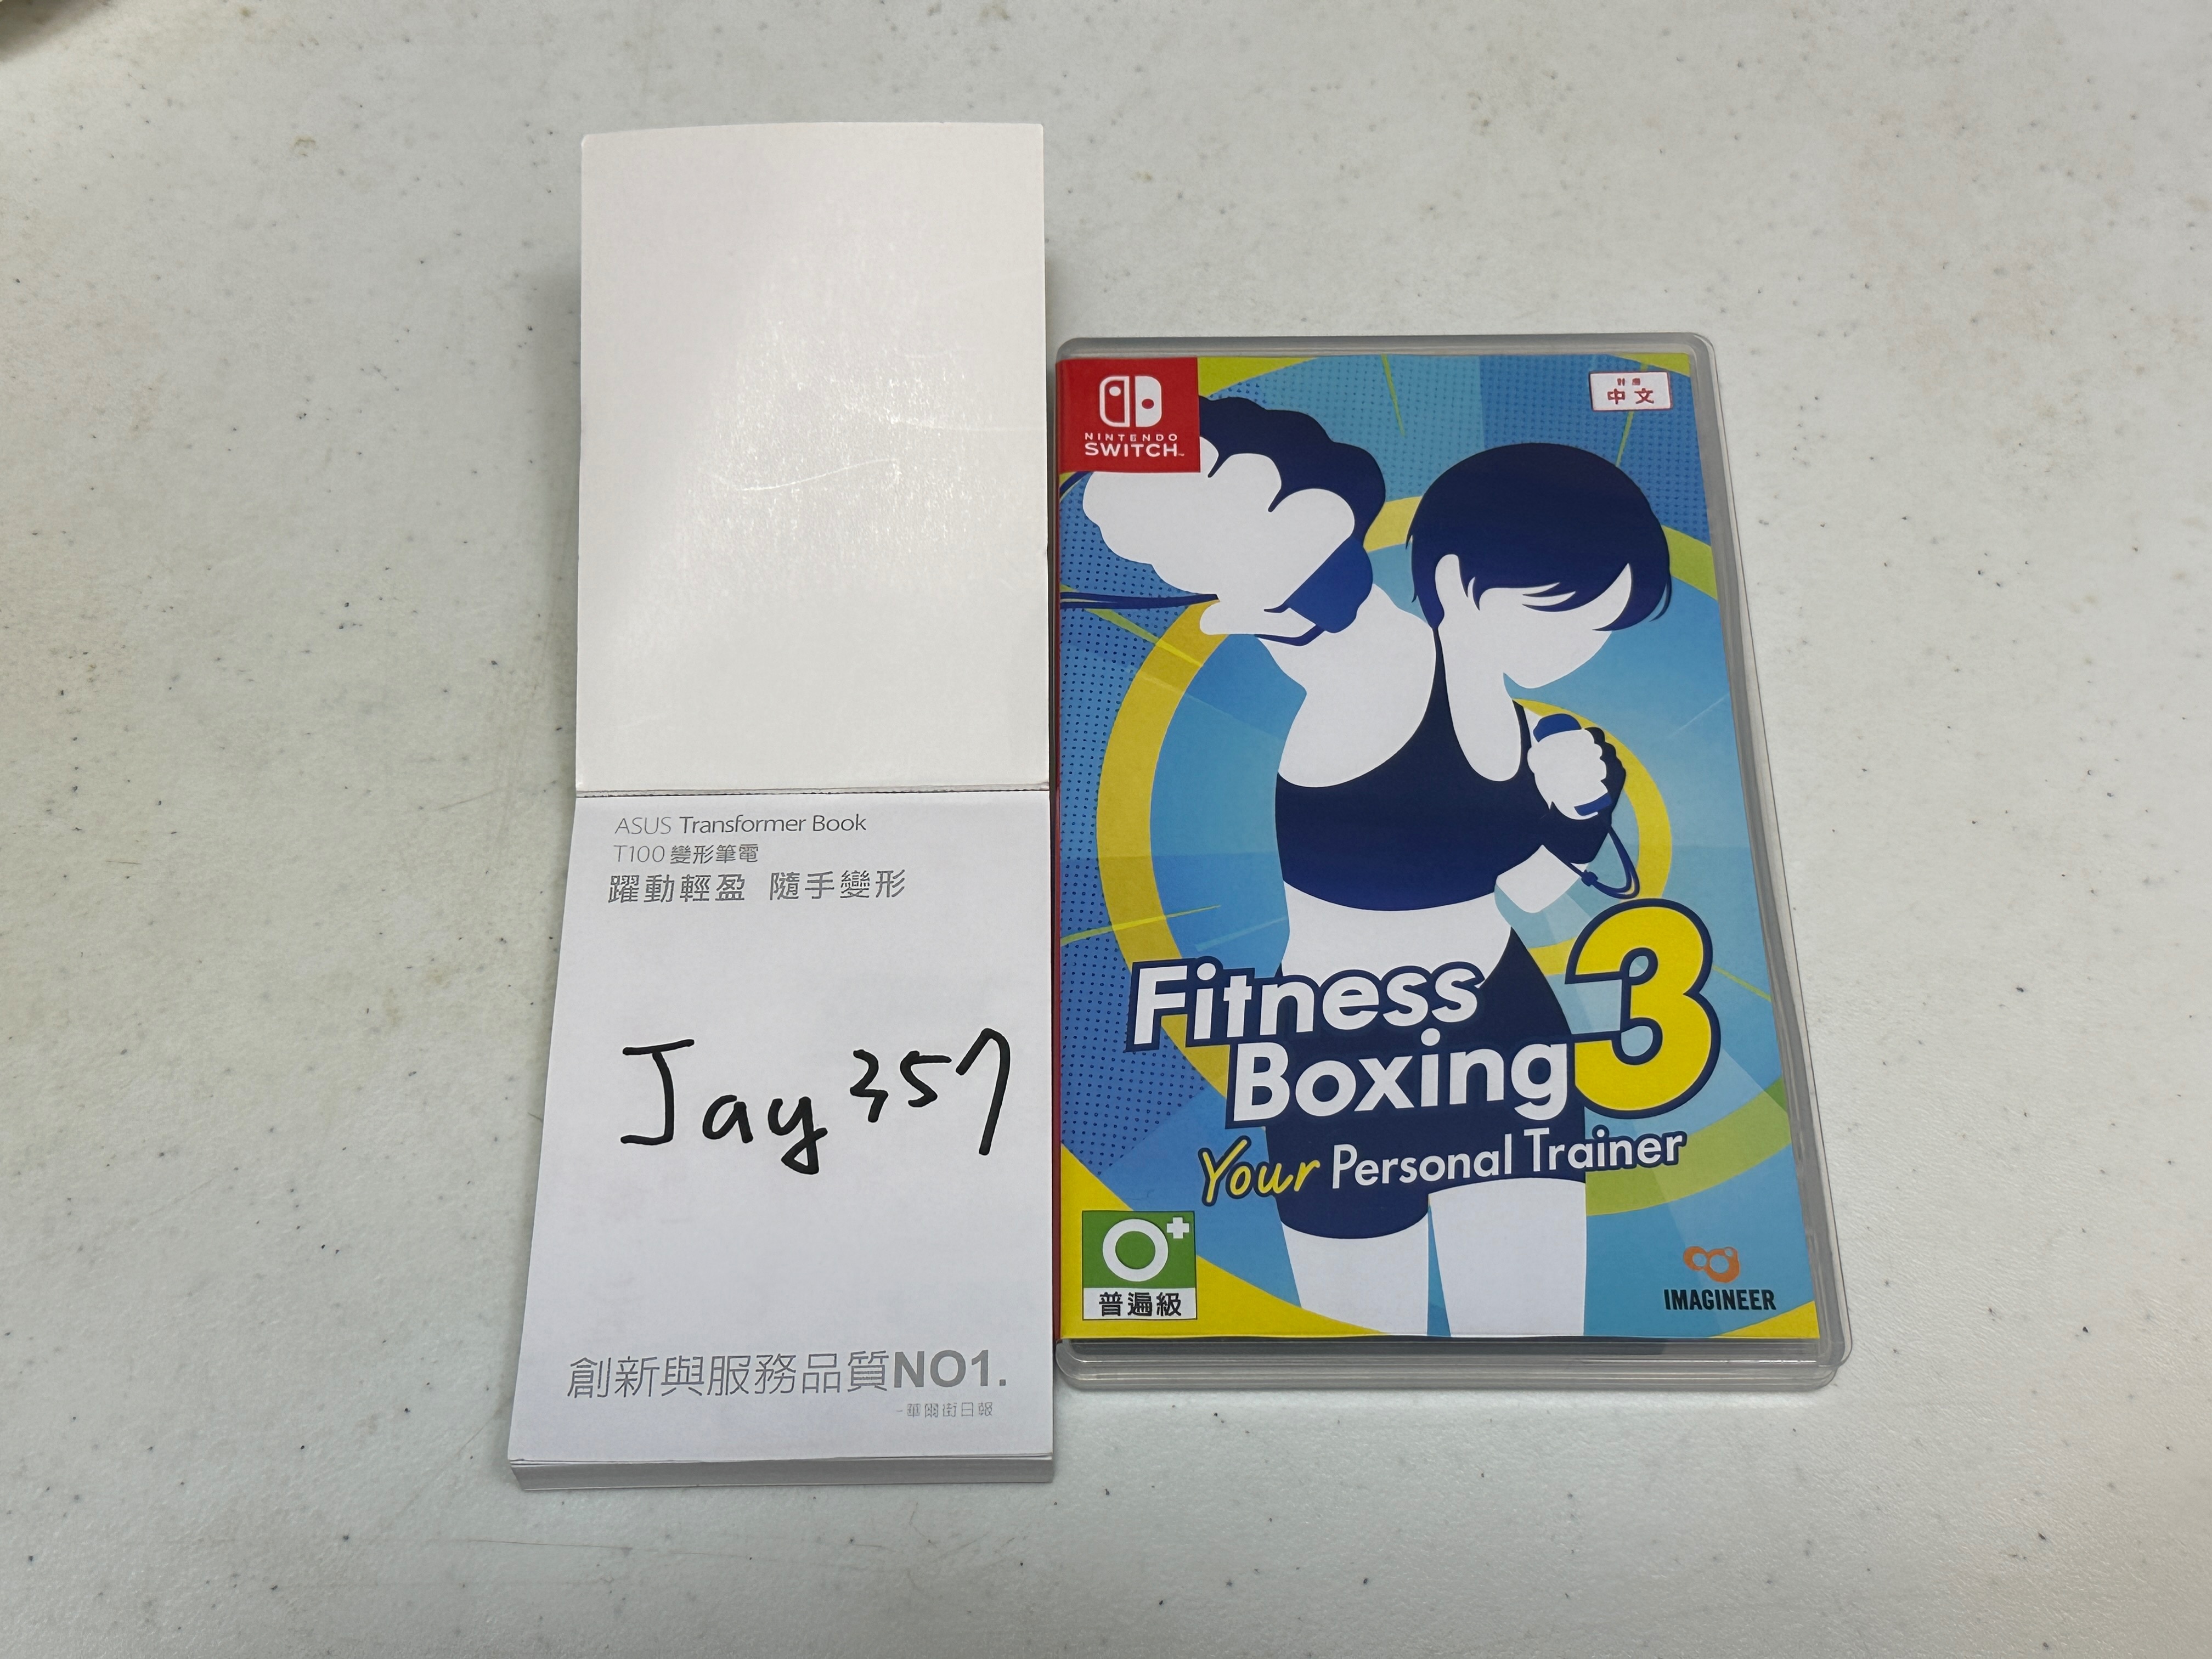 ASUS Transformer Book
T100 變形筆電
躍動輕盈 隨手變形
Jay357
創新與服務品質NO1.
-華爾街日報
NINTENDO
SWITCH
對應
中文
Fitness
Boxing 3
Your Personal Trainer
普遍級
IMAGINEER